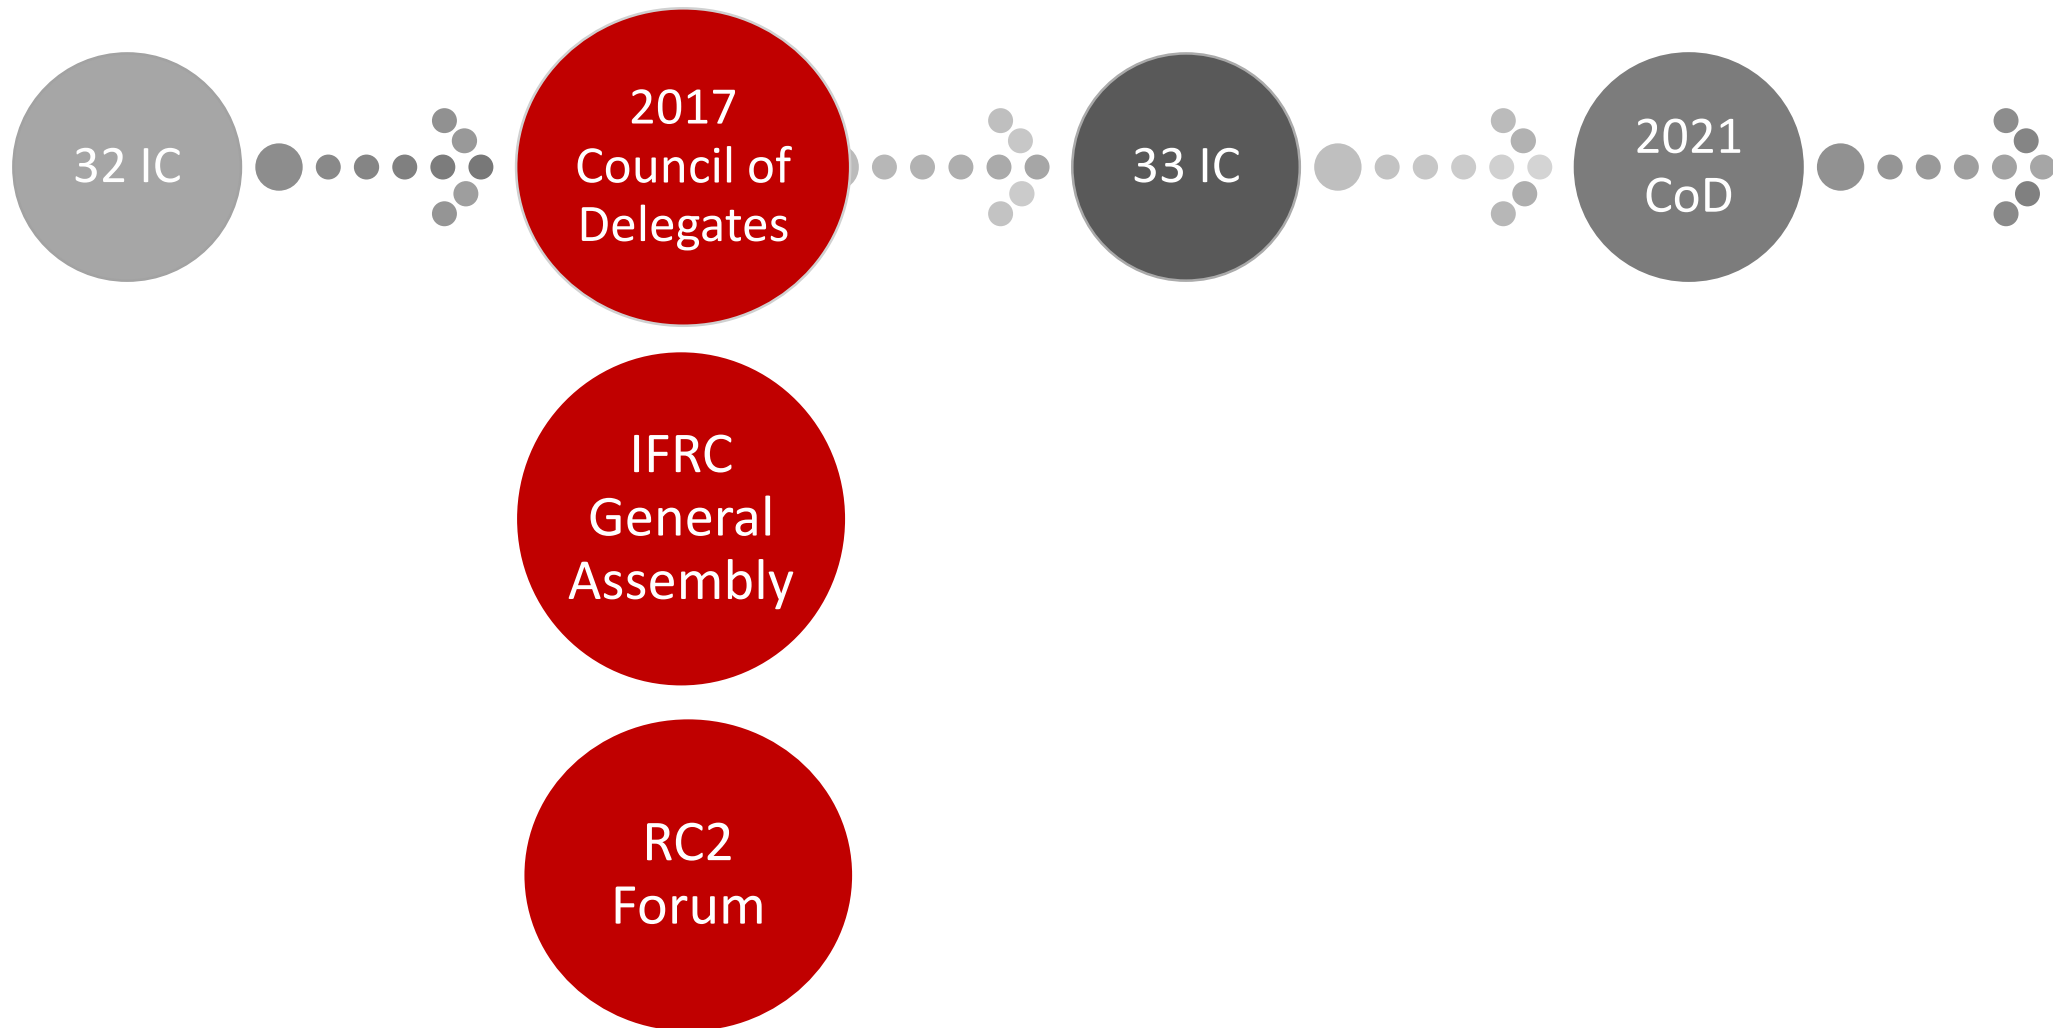 32 IC
2017
Council of
Delegates
33 IC
2021
CoD
IFRC
General
Assembly
RC2
Forum